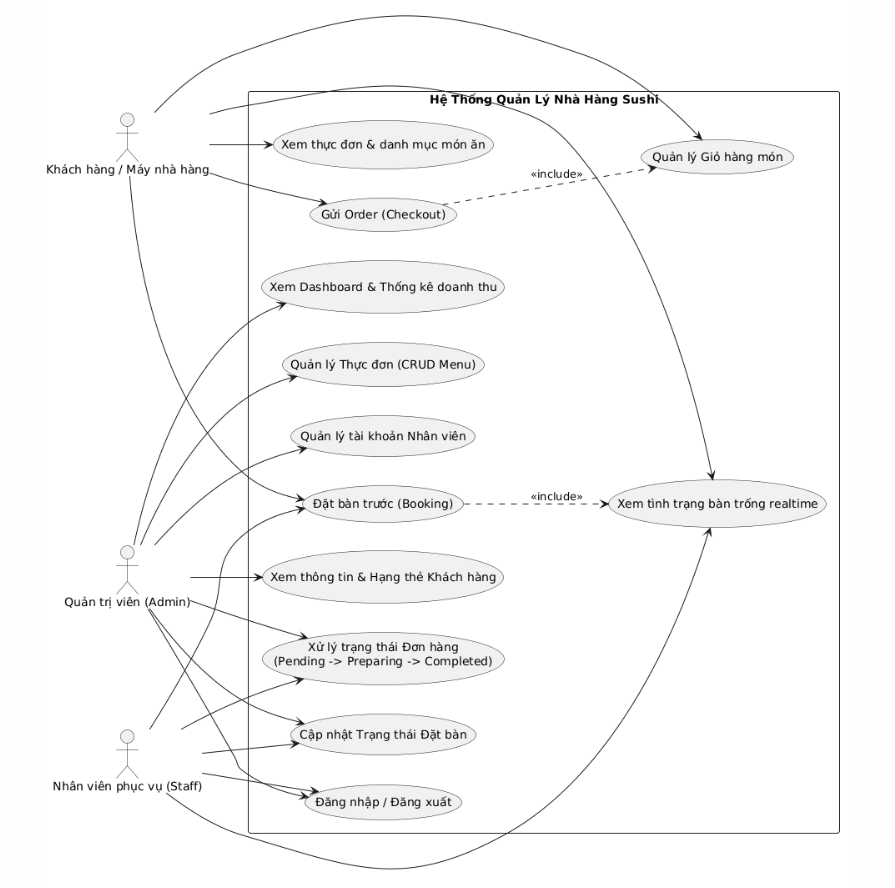 Hệ Thống Quản Lý Nhà Hàng Sushi
Khách hàng / Máy nhà hàng
Xem thực đơn & danh mục món ăn
Quản lý Giỏ hàng món
«include»
Gửi Order (Checkout)
Xem Dashboard & Thống kê doanh thu
Quản lý Thực đơn (CRUD Menu)
Quản lý tài khoản Nhân viên
Đặt bàn trước (Booking)
«include»
Xem tình trạng bàn trống realtime
Xem thông tin & Hạng thẻ Khách hàng
Quản trị viên (Admin)
Xử lý trạng thái Đơn hàng
(Pending -> Preparing -> Completed)
Cập nhật Trạng thái Đặt bàn
Nhân viên phục vụ (Staff)
Đăng nhập / Đăng xuất